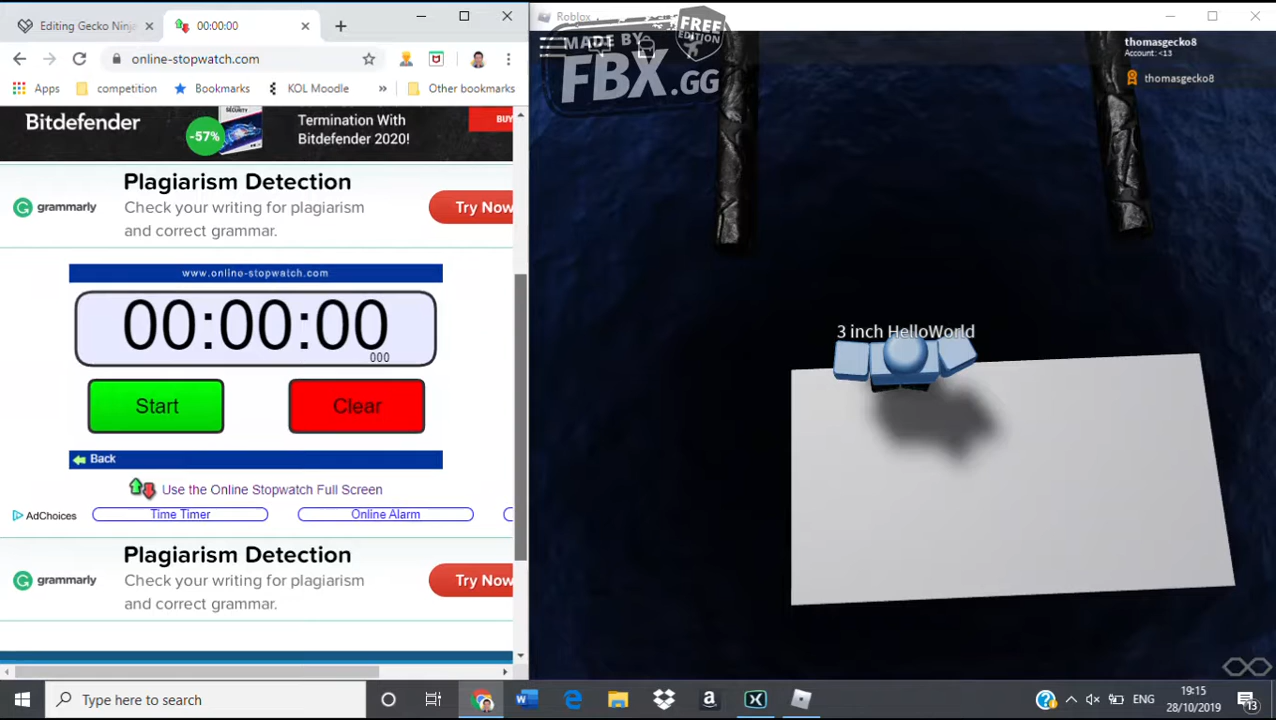 Editing Gecko Ninja
00:00:00
online-stopwatch.com
Apps
competition
Bookmarks
KOL Moodle
»
Other bookmarks
Bitdefender
SECURITY
-57%
Termination With
Bitdefender 2020!
BUY
grammarly
Plagiarism Detection
Check your writing for plagiarism
and correct grammar.
Try Now
www.online-stopwatch.com
00:00:00
000
Start
Clear
Back
Use the Online Stopwatch Full Screen
AdChoices
Time Timer
Online Alarm
grammarly
Plagiarism Detection
Check your writing for plagiarism
and correct grammar.
Try Now
Roblox
MADE BY
FREE
EDITION
FBX.GG
thomasgecko8
Account: <13
thomasgecko8
3 inch HelloWorld
Type here to search
ENG
19:15
28/10/2019
13